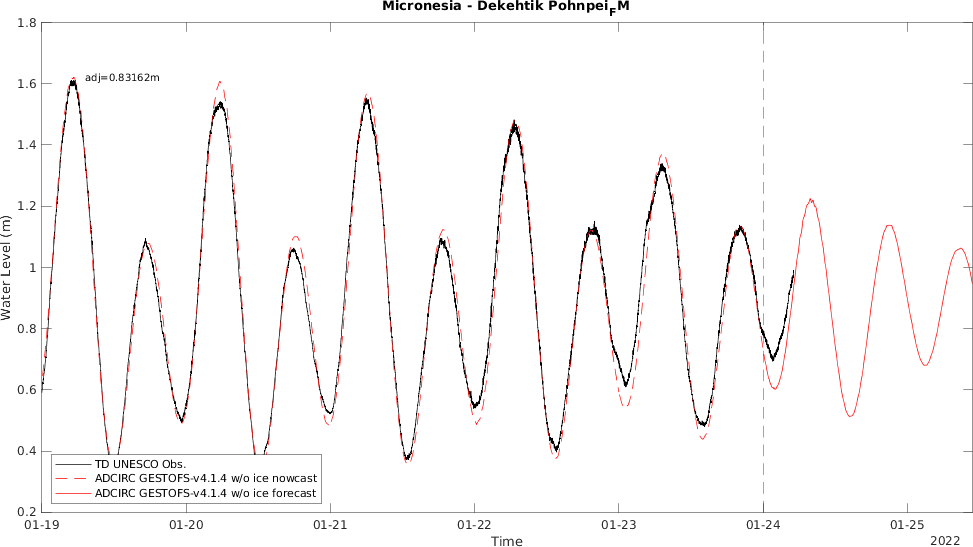 Micronesia - Dekehtik Pohnpei_FM
1.8
1.6
1.4
1.2
1
0.8
0.6
0.4
0.2
Water Level (m)
adj=0.83162m
TD UNESCO Obs.
ADCIRC GESTOFS-v4.1.4 w/o ice nowcast
ADCIRC GESTOFS-v4.1.4 w/o ice forecast
01-19 01-20 01-21 01-22 01-23 01-24 01-25
Time
2022